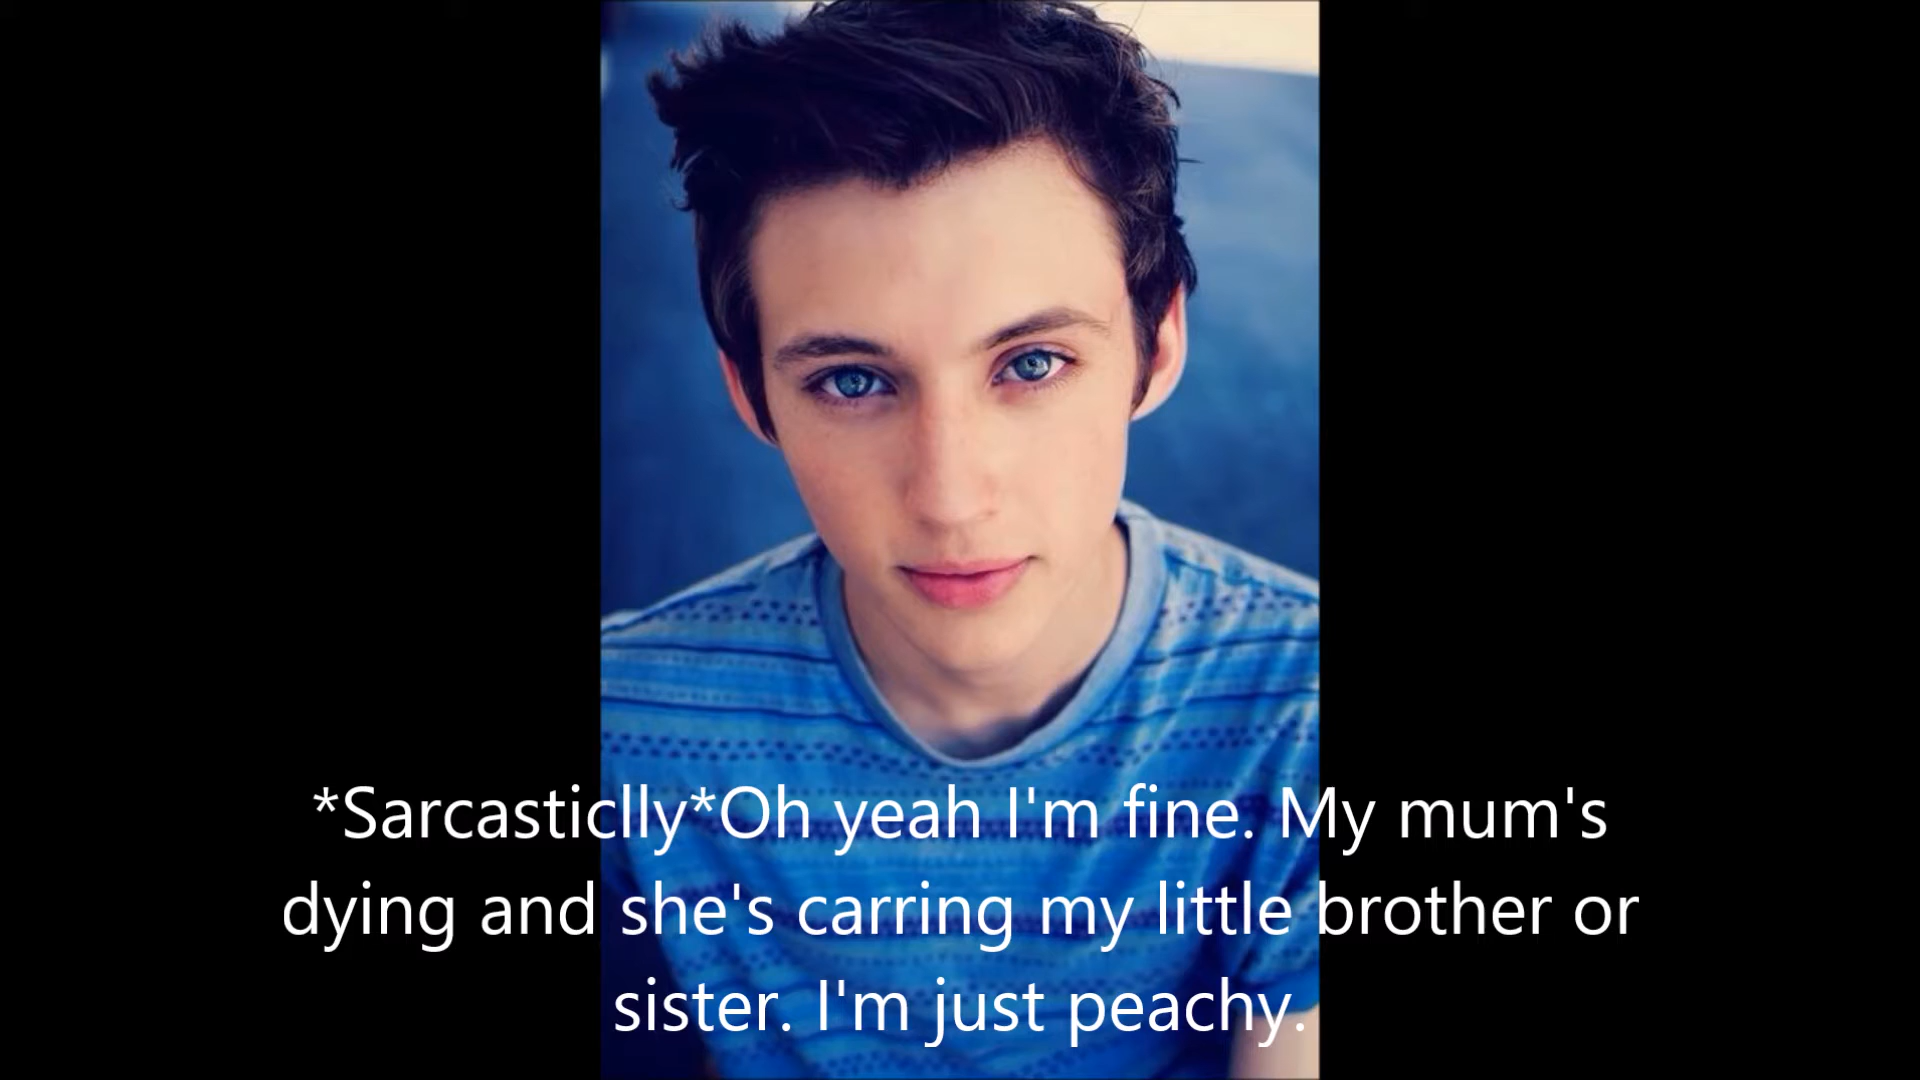 *Sarcasticlly*Oh yeah I'm fine. My mum's
dying and she's carring my little brother or
sister. I'm just peachy.